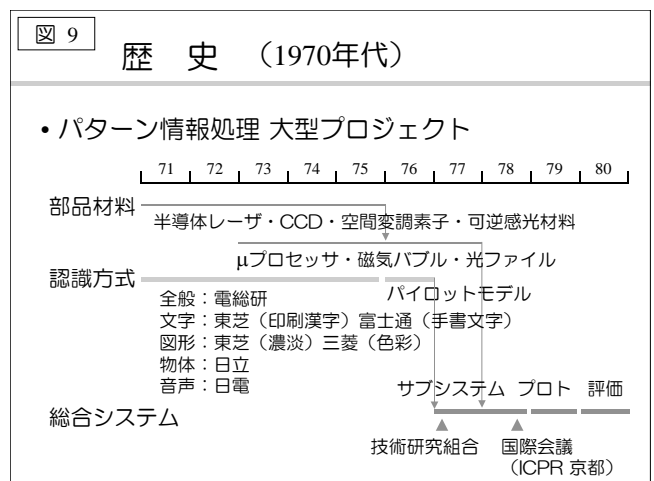 図 9
歴 史 （1970年代）
• パターン情報処理 大型プロジェクト
71 72 73 74 75 76 77 78 79 80
部品材料
半導体レーザ・CCD・空間変調素子・可逆感光材料
μプロセッサ・磁気バブル・光ファイル
認識方式
パイロットモデル
全般：電総研
文字：東芝（印刷漢字）富士通（手書文字）
図形：東芝（濃淡）三菱（色彩）
物体：日立
音声：日電
サブシステム プロト 評価
総合システム
技術研究組合 国際会議
（ICPR 京都）